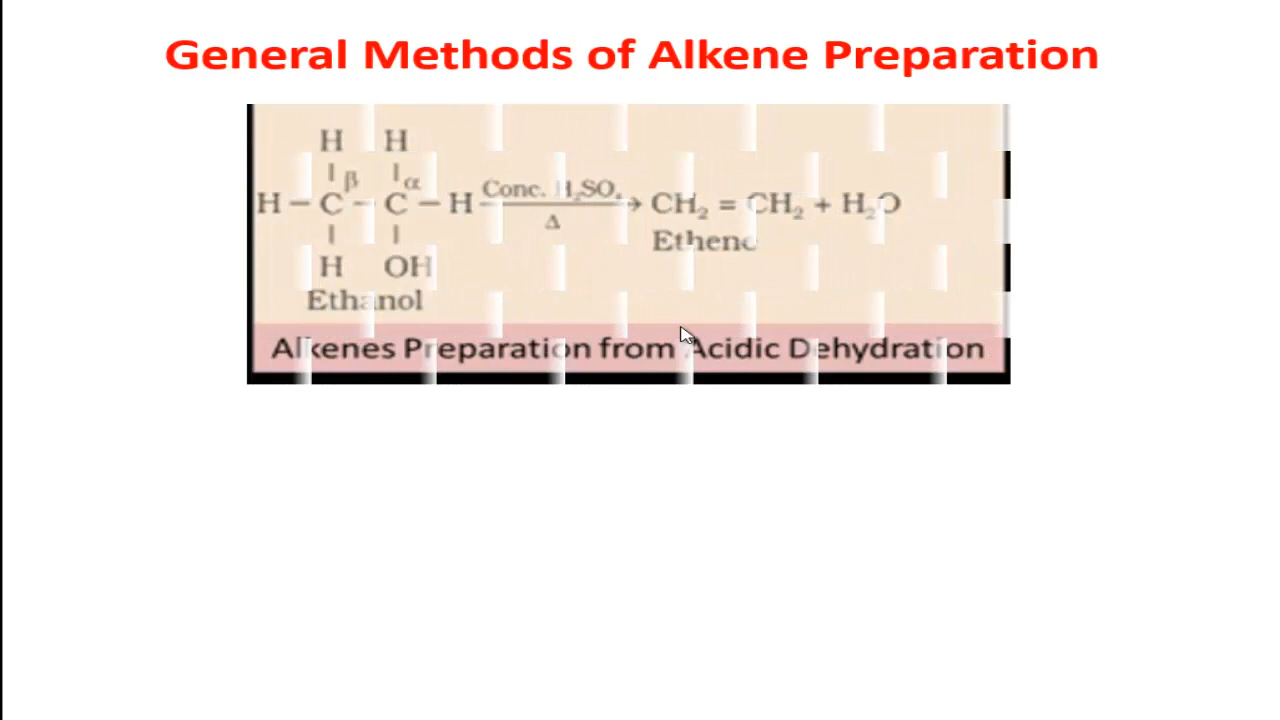 General Methods of Alkene Preparation
H H
β α
H – C – C – H Conc. H₂SO₄ → CH₂ = CH₂ + H₂O
Δ
Ethene
H OH
Ethanol
Alkenes Preparation from Acidic Dehydration